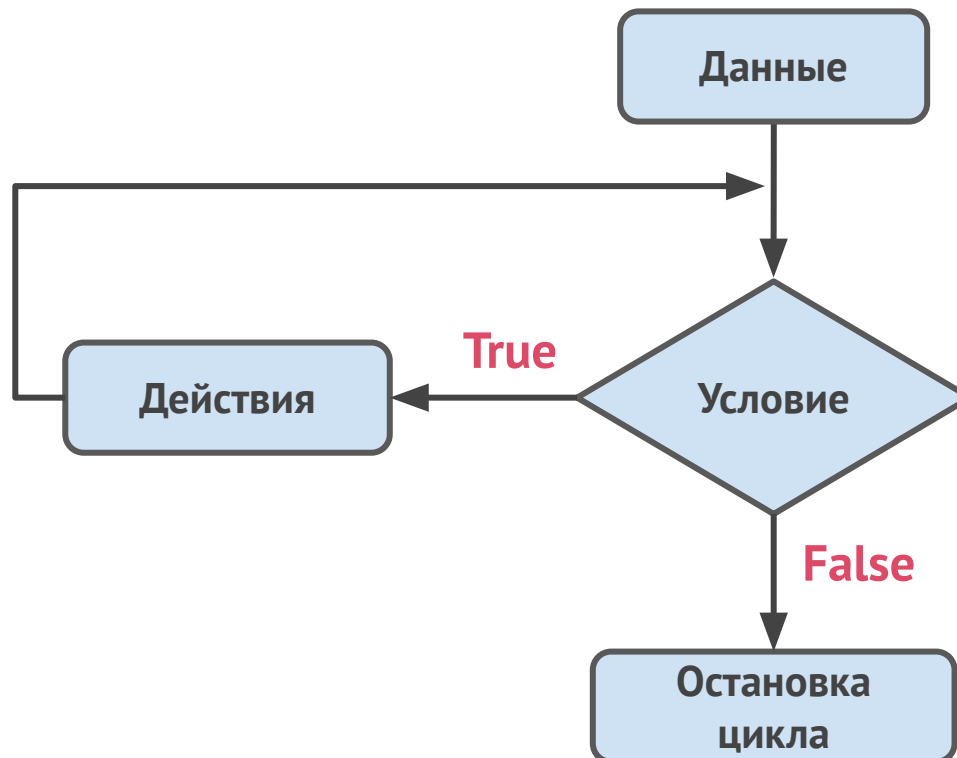 Данные
True
Действия
Условие
False
Остановка
цикла